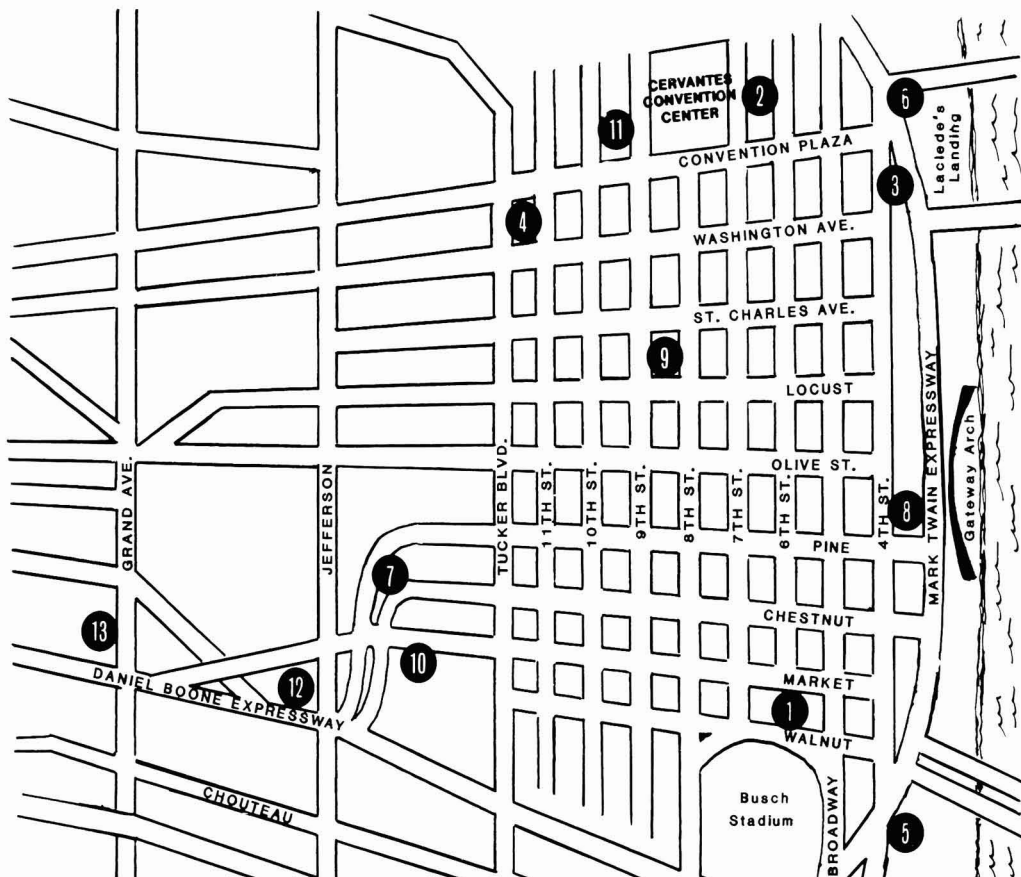 CERVANTES
CONVENTION
CENTER
2
6
11
CONVENTION PLAZA
Laclede's
Landing
3
4
WASHINGTON AVE.
ST. CHARLES AVE.
9
LOCUST
MARK TWAIN EXPRESSWAY
Gateway Arch
OLIVE ST.
GRAND AVE.
JEFFERSON
TUCKER BLVD.
11TH ST.
10TH ST.
9TH ST.
8TH ST.
7TH ST.
6TH ST.
4TH ST.
8
PINE
7
CHESTNUT
13
10
12
MARKET
DANIEL BOONE EXPRESSWAY
1
WALNUT
CHOUTEAU
Busch
Stadium
BROADWAY
5